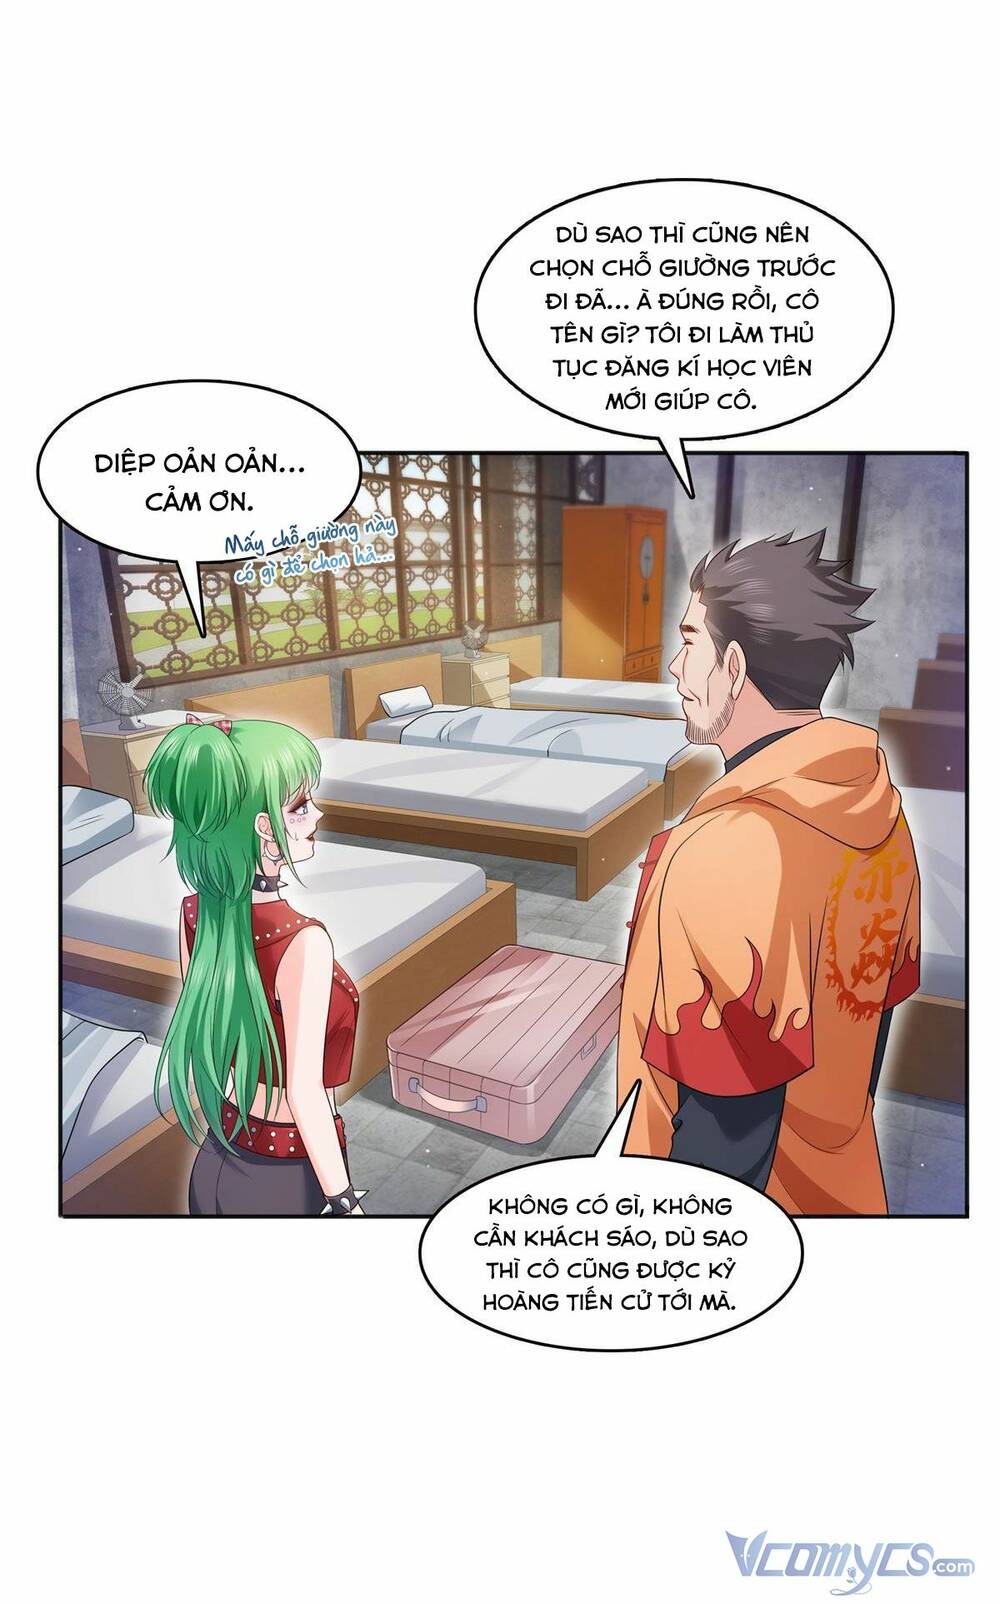 DÙ SAO THÌ CŨNG NÊN
CHỌN CHỖ GIƯỜNG TRƯỚC
ĐI ĐÃ... À ĐÚNG RỒI, CÔ
TÊN GÌ? TÔI ĐI LÀM THỦ
TỤC ĐĂNG KÍ HỌC VIÊN
MỚI GIÚP CÔ.
DIỆP OẢN OẢN...
CẢM ƠN.
Mấy chỗ giường này
có gì để chọn hả...
赤
炎
KHÔNG CÓ GÌ, KHÔNG
CẦN KHÁCH SÁO, DÙ SAO
THÌ CÔ CŨNG ĐƯỢC KỶ
HOÀNG TIẾN CỬ TỚI MÀ.
VCOMYCS.com